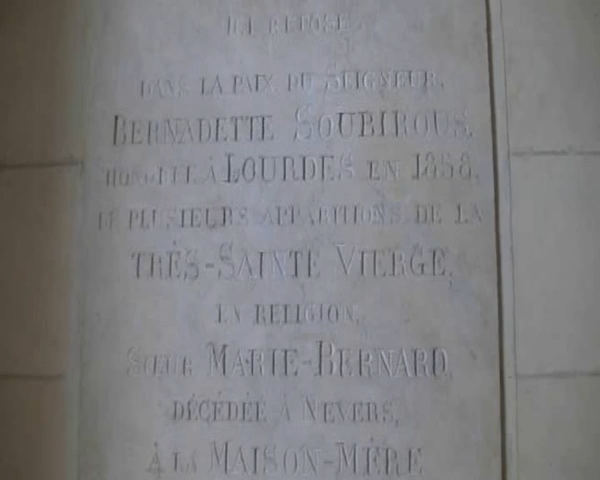 ICI REPOSE
DANS LA PAIX DU SEIGNEUR,
BERNADETTE SOUBIROUS,
HONORÉE À LOURDES EN 1858,
DE PLUSIEURS APPARITIONS DE LA
TRÈS-SAINTE VIERGE,
EN RELIGION,
SŒUR MARIE-BERNARD
DÉCÉDÉE À NEVERS,
À LA MAISON-MÈRE